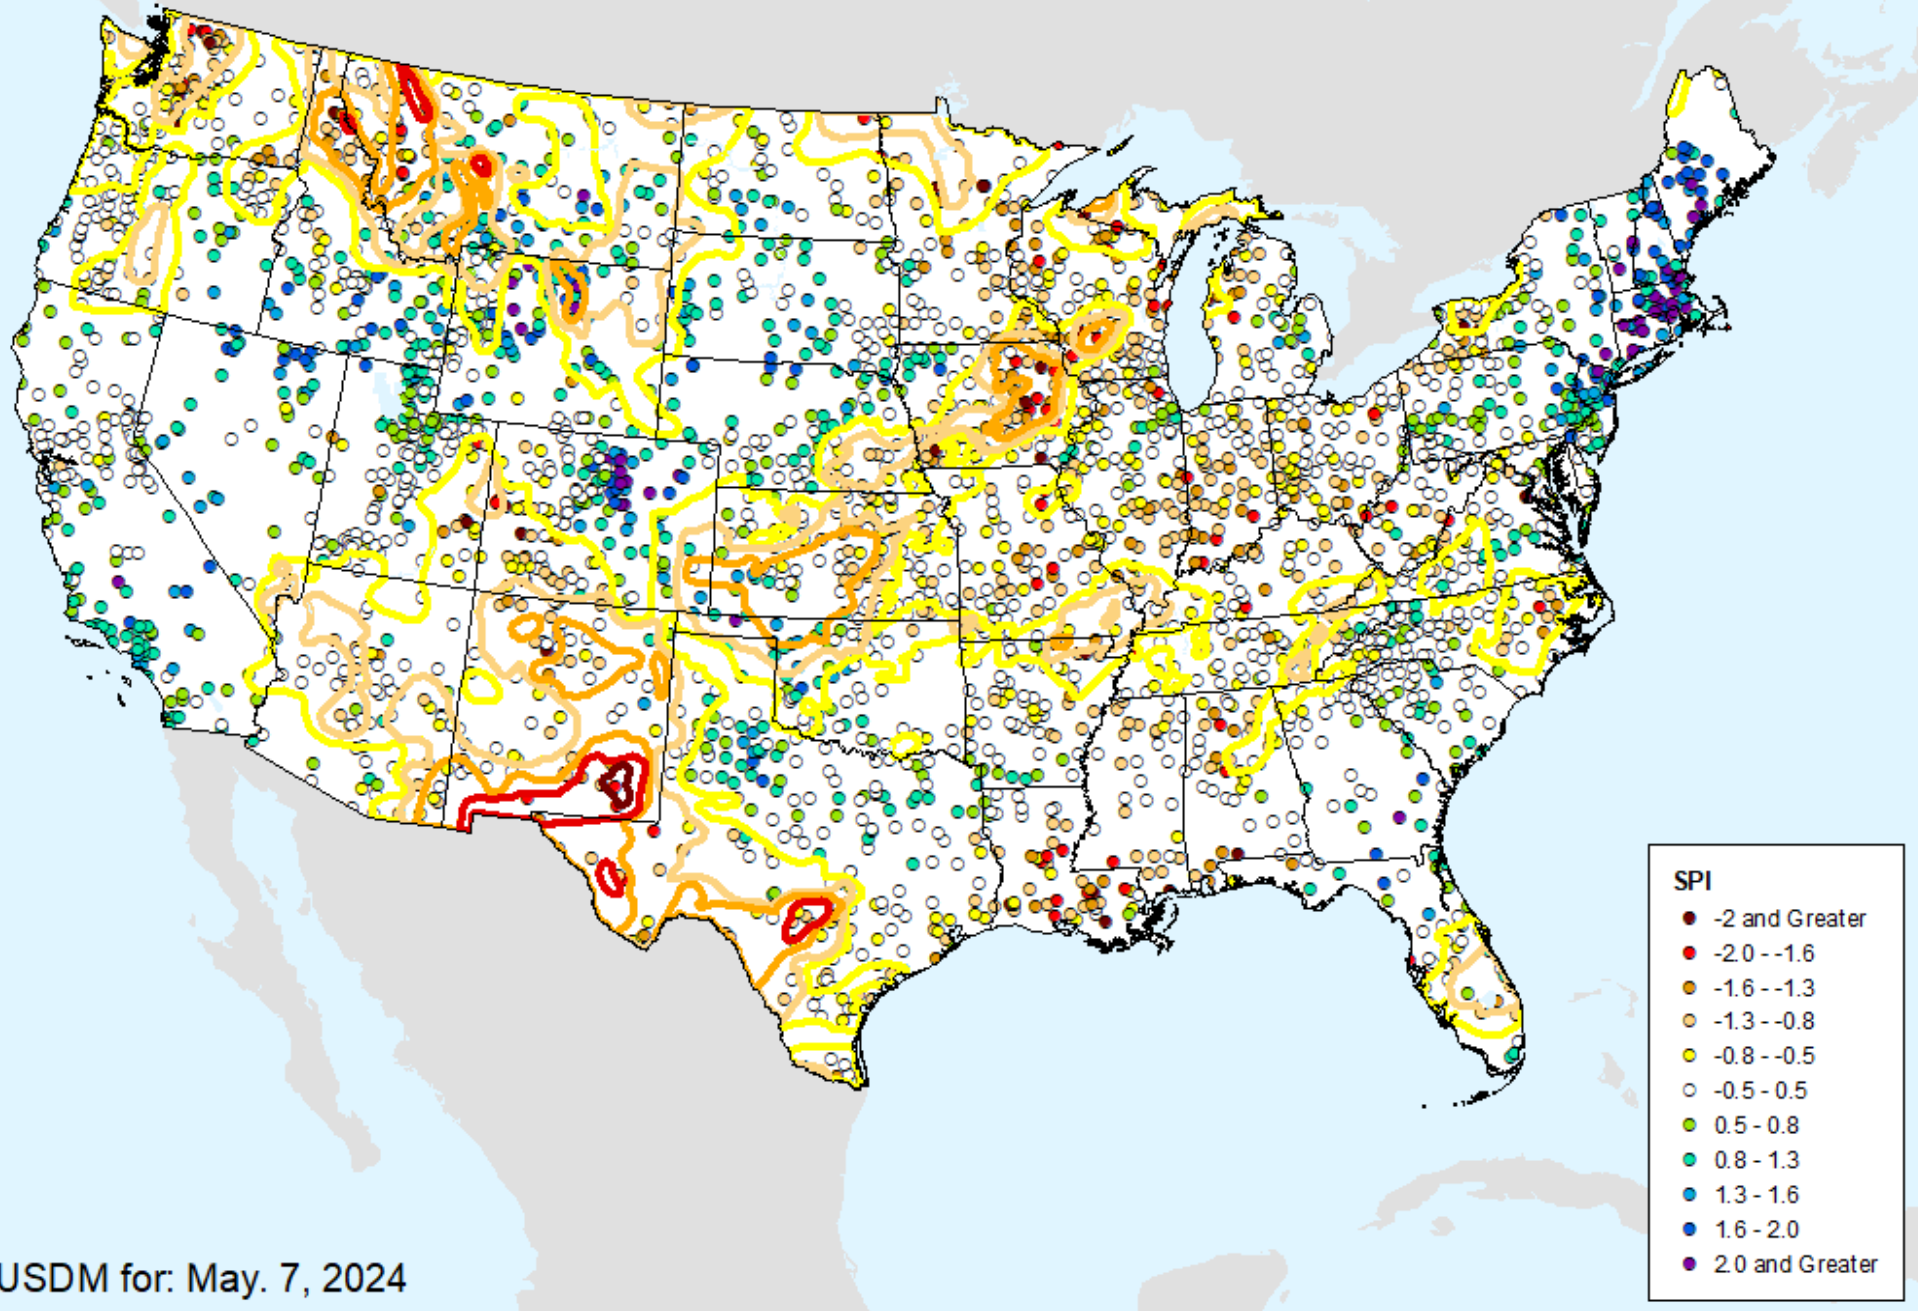 SPI
-2 and Greater
-2.0 - -1.6
-1.6 - -1.3
-1.3 - -0.8
-0.8 - -0.5
-0.5 - 0.5
0.5 - 0.8
0.8 - 1.3
1.3 - 1.6
1.6 - 2.0
2.0 and Greater
USDM for: May. 7, 2024